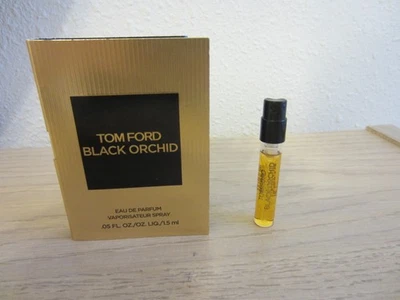 TOM FORD
BLACK ORCHID
EAU DE PARFUM
VAPORISATEUR SPRAY
.05 FL. OZ./OZ. LIQ./1.5 ml